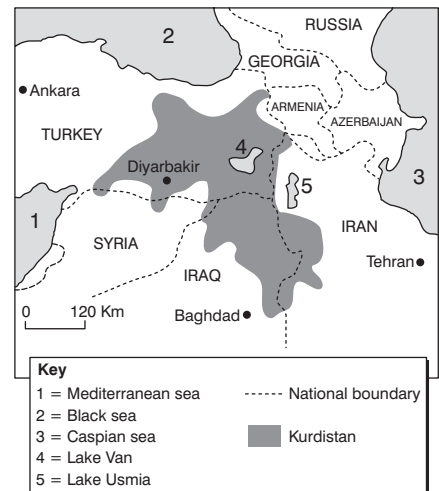 RUSSIA
2
GEORGIA
Ankara
ARMENIA
AZERBAIJAN
TURKEY
4
Diyarbakir
5
3
1
IRAN
SYRIA
Tehran
IRAQ
0 120 Km
Baghdad
Key
1 = Mediterranean sea
2 = Black sea
3 = Caspian sea
4 = Lake Van
5 = Lake Usmia
National boundary
Kurdistan